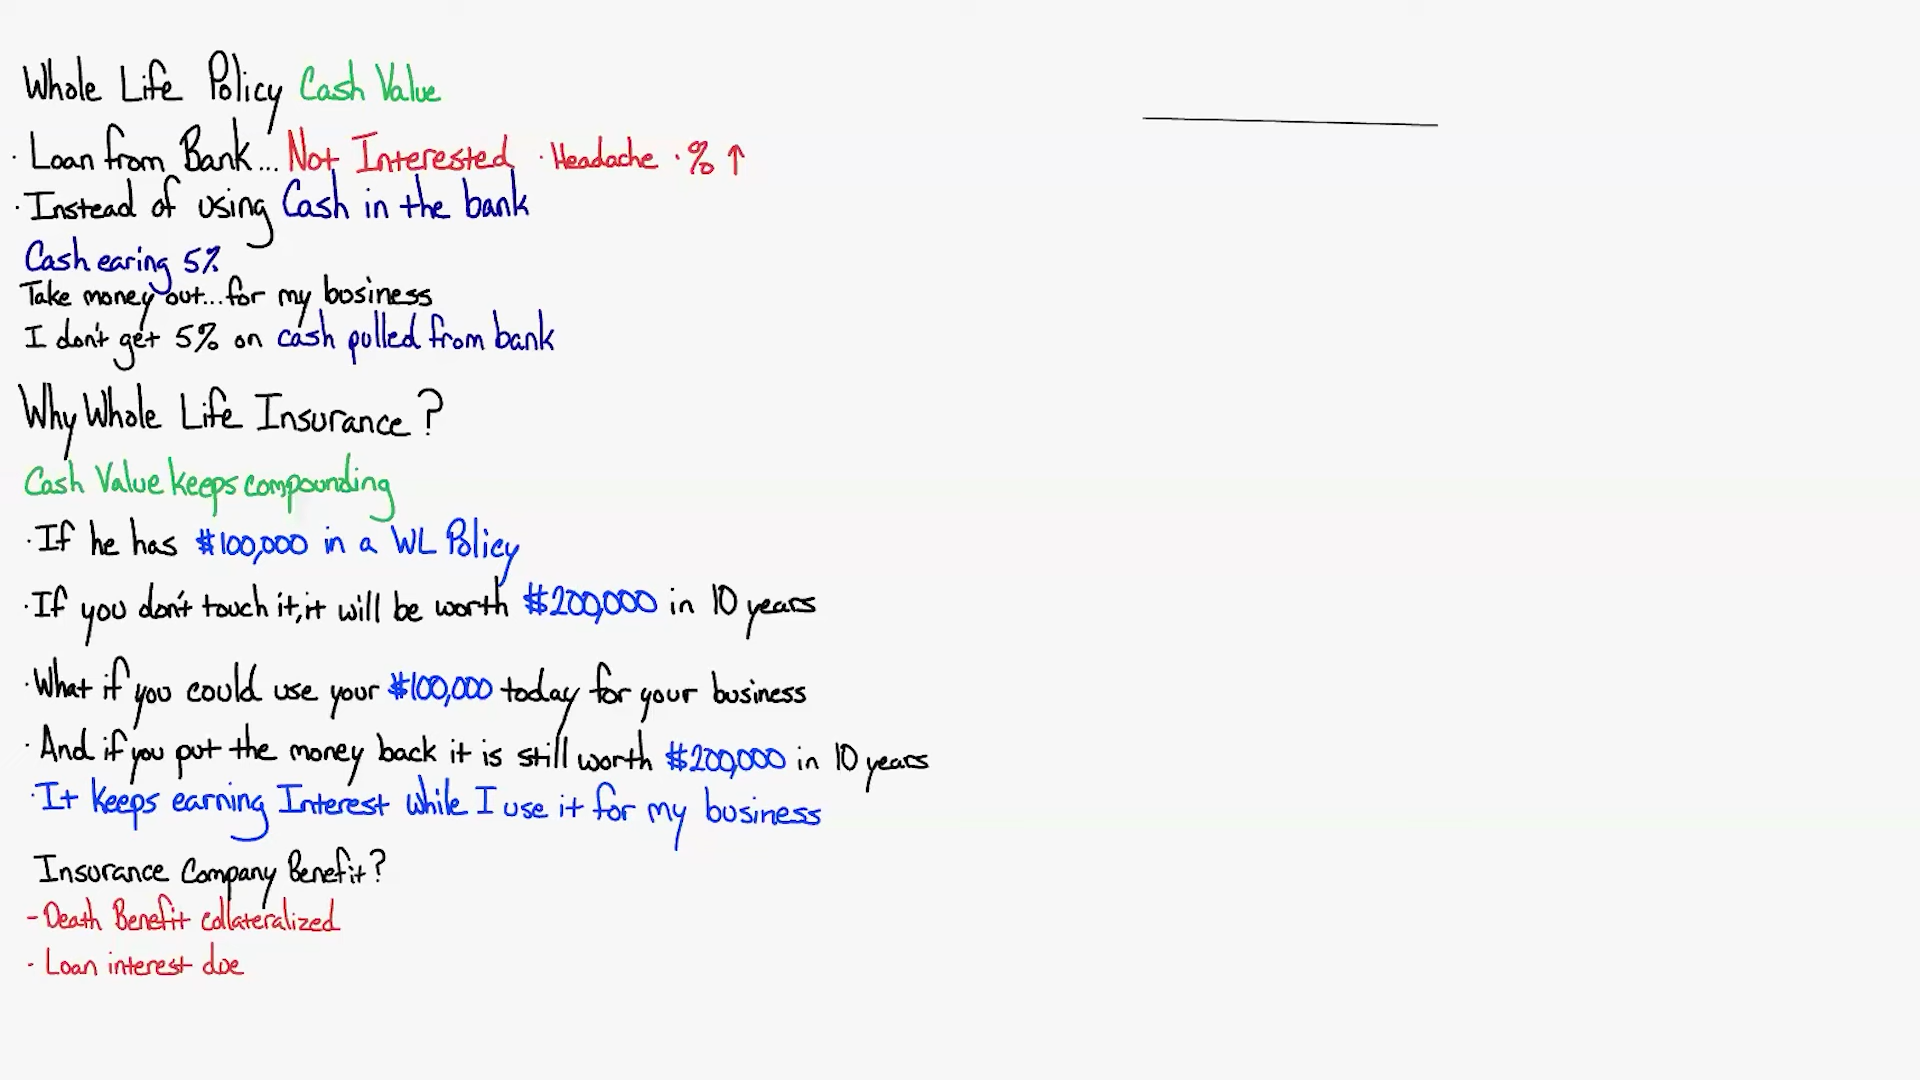 Whole Life Policy Cash Value
· Loan from Bank... Not Interested · Headache · % ↑
· Instead of using Cash in the bank
Cash earing 5%
Take money out...for my business
I don't get 5% on cash pulled from bank
Why Whole Life Insurance?
Cash Value keeps compounding
· If he has $100,000 in a WL Policy
· If you don't touch it, it will be worth $200,000 in 10 years
· What if you could use your $100,000 today for your business
· And if you put the money back it is still worth $200,000 in 10 years
· It keeps earning Interest while I use it for my business
Insurance Company Benefit?
- Death Benefit collateralized
- Loan interest due